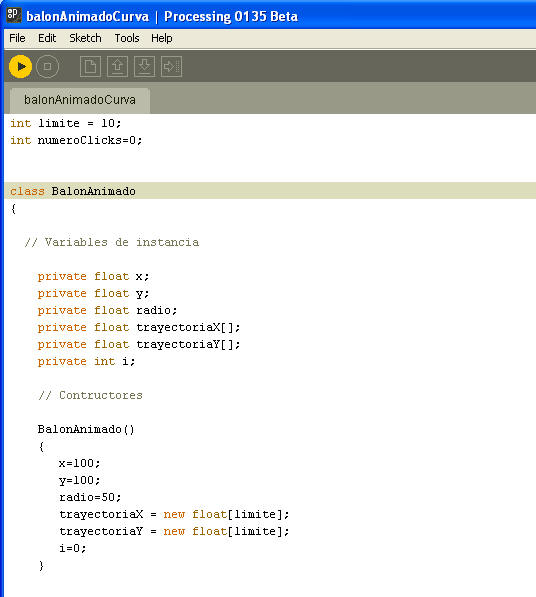 balonAnimadoCurva | Processing 0135 Beta
File Edit Sketch Tools Help
balonAnimadoCurva
int limite = 10;
int numeroClicks=0;
class BalonAnimado
{
// Variables de instancia
private float x;
private float y;
private float radio;
private float trayectoriaX[];
private float trayectoriaY[];
private int i;
// Contructores
BalonAnimado()
{
x=100;
y=100;
radio=50;
trayectoriaX = new float[limite];
trayectoriaY = new float[limite];
i=0;
}